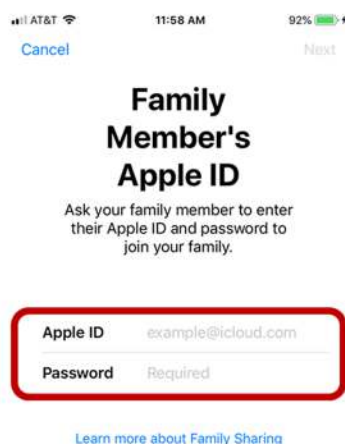 AT&T 11:58 AM 92%
Cancel Next
Family
Member's
Apple ID
Ask your family member to enter
their Apple ID and password to
join your family.
Apple ID example@icloud.com
Password Required
Learn more about Family Sharing